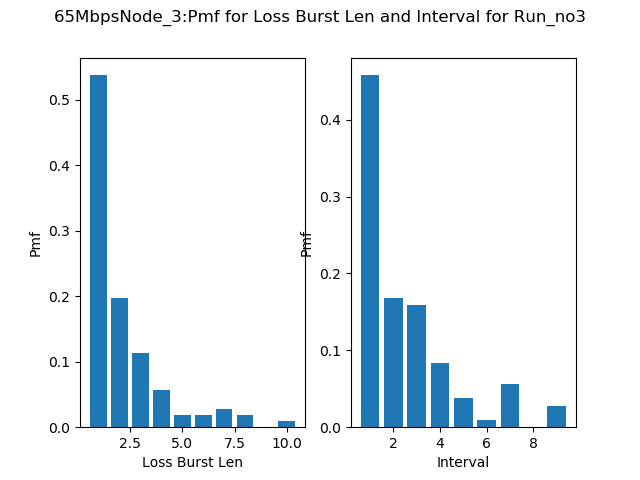 65MbpsNode_3:Pmf for Loss Burst Len and Interval for Run_no3
0.5
0.4
0.3
0.2
0.1
0.0
Pmf
2.5 5.0 7.5 10.0
Loss Burst Len
0.4
0.3
0.2
0.1
0.0
Pmf
2 4 6 8
Interval